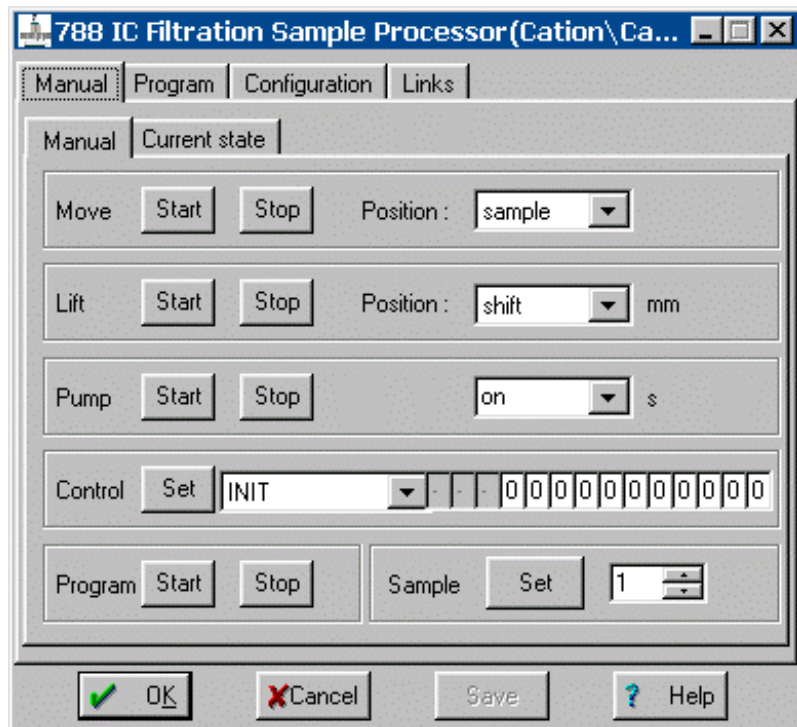 788 IC Filtration Sample Processor(Cation\Ca...
Manual Program Configuration Links
Manual Current state
Move Start Stop Position : sample
Lift Start Stop Position : shift mm
Pump Start Stop on s
Control Set INIT - - - 0 0 0 0 0 0 0 0 0 0 0
Program Start Stop Sample Set 1
OK Cancel Save ? Help